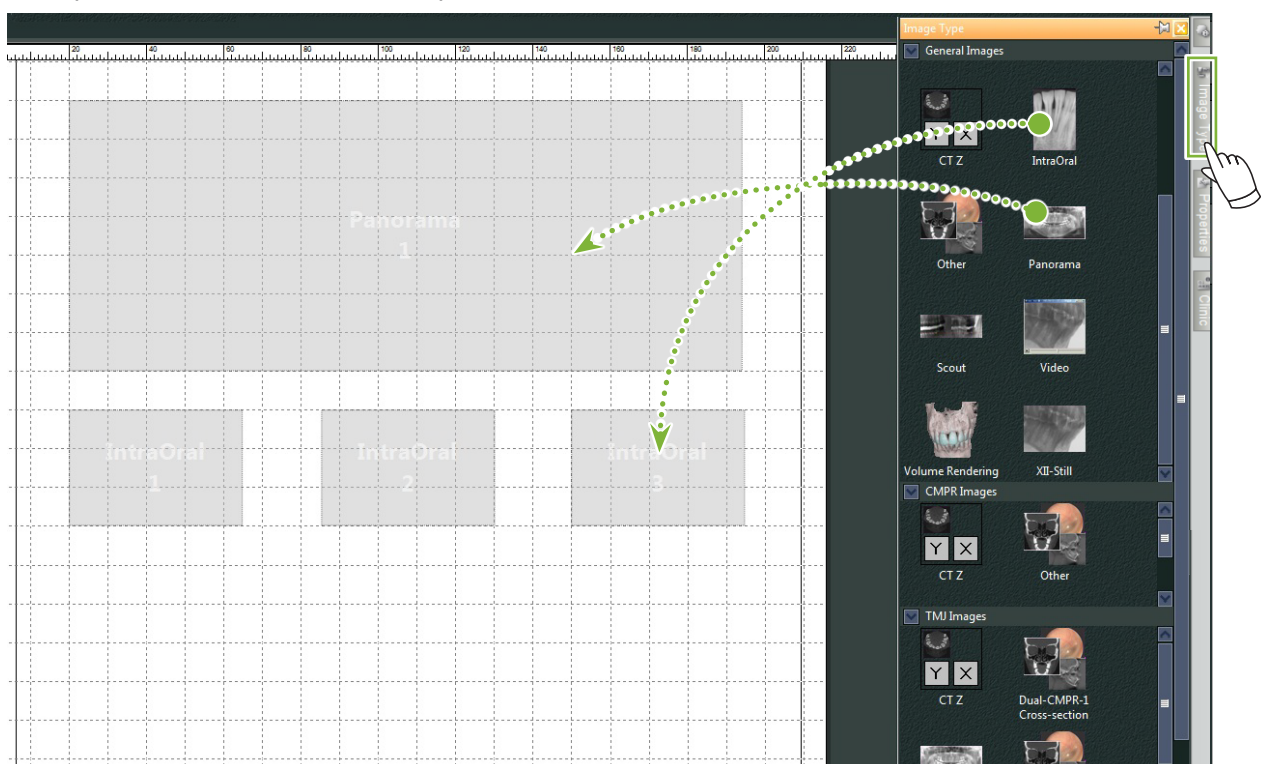 20 40 60 80 100 120 140 160 180 200 220
Panorama
1
IntraOral
1
IntraOral
2
IntraOral
3
Image Type
General Images
Y X
CT Z
IntraOral
Other
Panorama
Scout
Video
Volume Rendering
XII-Still
CMPR Images
Y X
CT Z
Other
TMJ Images
Y X
CT Z
Dual-CMPR-1
Cross-section
Image Type
Properties
Clinic